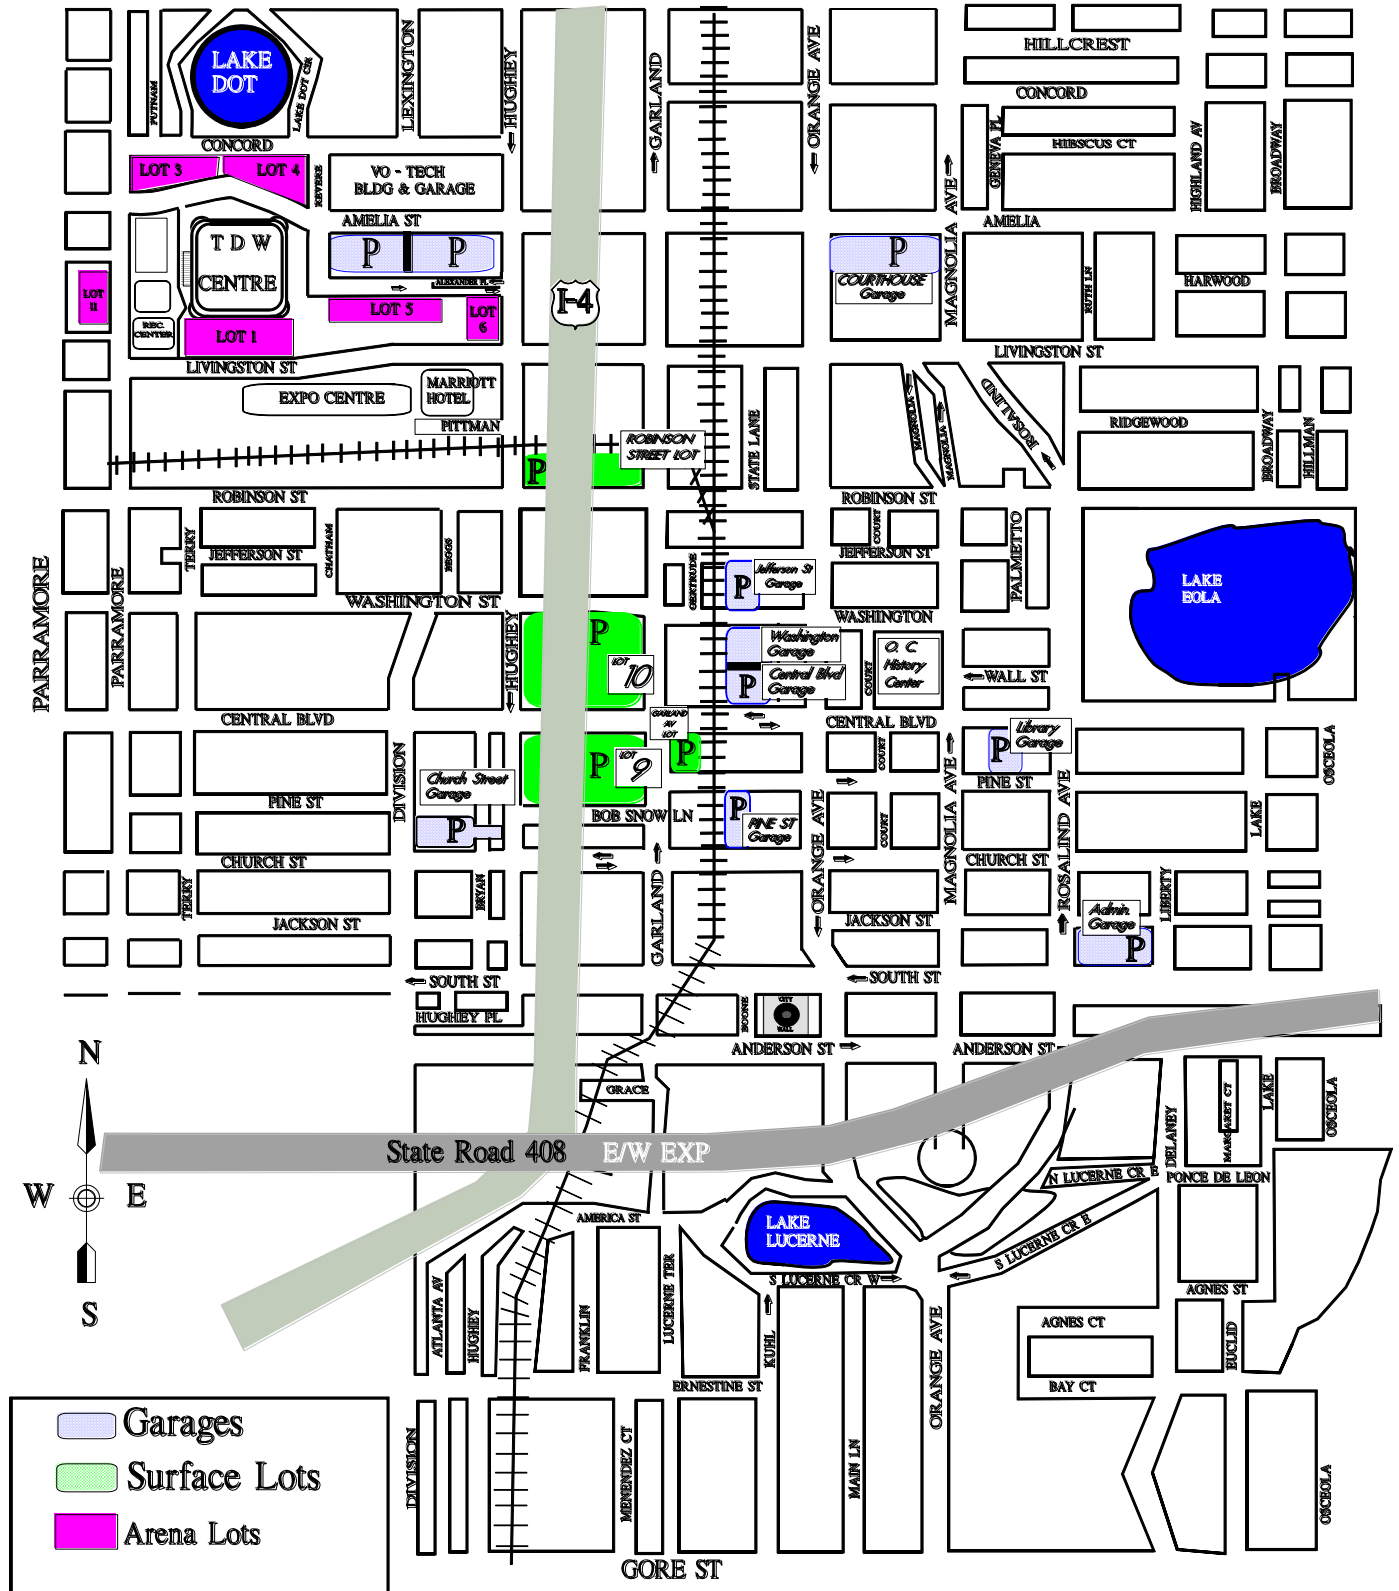 HILLCREST
LAKE
DOT
LAKE DOT CIR
PUTNAM
LEXINGTON
HUGHEY
GARLAND
ORANGE AVE
CONCORD
CONCORD
GENEVA PL
HIBSCUS CT
HIGHLAND AV
BROADWAY
LOT 3
LOT 4
REVERE
VO - TECH
BLDG & GARAGE
MAGNOLIA AVE
AMELIA ST
AMELIA
T D W
CENTRE
P
P
P
COURTHOUSE
Garage
ALEXANDER PL
RUTH LN
HARWOOD
LOT
11
LOT 5
LOT
6
I-4
REC.
CENTER
LOT 1
LIVINGSTON ST
LIVINGSTON ST
EXPO CENTRE
MARRIOTT
HOTEL
PITTMAN
STATE LANE
MAGNOLIA
MAGNOLIA
ROSALIND
RIDGEWOOD
BROADWAY
HILLMAN
ROBINSON
STREET LOT
P
ROBINSON ST
ROBINSON ST
TERRY
JEFFERSON ST
CHATHAM
BEGGS
COURT
JEFFERSON ST
PALMETTO
PARRAMORE
PARRAMORE
GERTRUDE
P
Jefferson St
Garage
LAKE
EOLA
WASHINGTON ST
WASHINGTON
HUGHEY
P
LOT
10
Washington
Garage
P
Central Blvd
Garage
COURT
O. C.
History
Center
WALL ST
CENTRAL BLVD
CENTRAL BLVD
GARLAND
AV
LOT
P
DIVISION
P
LOT
9
COURT
MAGNOLIA AVE
P
Library
Garage
OSCEOLA
Church Street
Garage
P
PINE ST
PINE ST
BOB SNOW LN
P
PINE ST
Garage
ORANGE AVE
COURT
ROSALIND AVE
LAKE
CHURCH ST
CHURCH ST
TERRY
BRYAN
GARLAND
LIBERTY
JACKSON ST
JACKSON ST
Admin.
Garage
P
SOUTH ST
SOUTH ST
HUGHEY PL
BOONE
CITY
HALL
ANDERSON ST
ANDERSON ST
N
W
E
S
GRACE
DELANEY
MARGARET CT
LAKE
OSCEOLA
State Road 408
E/W EXP
N LUCERNE CR E
PONCE DE LEON
AMERICA ST
LAKE
LUCERNE
S LUCERNE CR E
S LUCERNE CR W
AGNES ST
ATLANTA AV
HUGHEY
FRANKLIN
LUCERNE TER
KUHL
ORANGE AVE
AGNES CT
EUCLID
ERNESTINE ST
BAY CT
DIVISION
MENENDEZ CT
MAIN LN
OSCEOLA
Garages
Surface Lots
Arena Lots
GORE ST